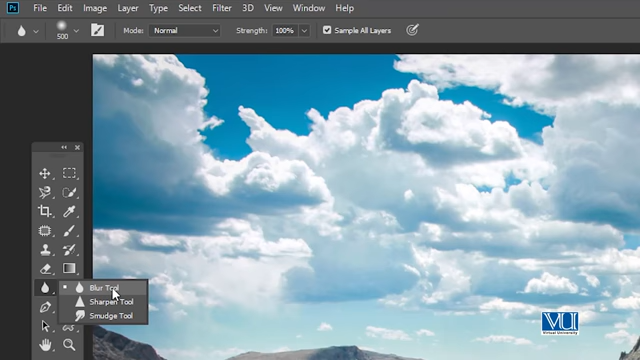 Ps File Edit Image Layer Type Select Filter 3D View Window Help
500 Mode: Normal Strength: 100% Sample All Layers
Blur Tool
Sharpen Tool
Smudge Tool
VU
Virtual University